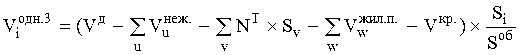 V_i^{одн.3} = (V^д − ∑_u V_u^{неж.} − ∑_v N^T × S_v − ∑_w V_w^{жил.п.} − V^{кр.}) × S_i / S^{об}